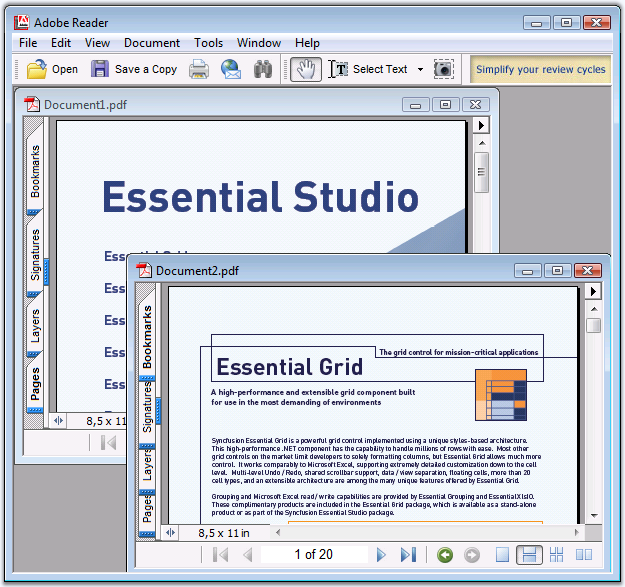 Adobe Reader
File Edit View Document Tools Window Help
Open Save a Copy Select Text Simplify your review cycles
Document1.pdf
Bookmarks
Signatures
Layers
Pages
Essential Studio
Ess
Ess
Ess
Ess
Ess
8,5 x 11
Document2.pdf
Bookmarks
Signatures
Layers
Pages
The grid control for mission-critical applications
Essential Grid
A high-performance and extensible grid component built
for use in the most demanding of environments
Syncfusion Essential Grid is a powerful grid control implemented using a unique styles-based architecture.
This high-performance .NET component has the capability to handle millions of rows with ease. Most other
grid controls on the market limit developers to solely formatting columns, but Essential Grid allows much more
control. It works comparably to Microsoft Excel, supporting extremely detailed customization down to the cell
level. Multi-level Undo / Redo, shared scrollbar support, data / view separation, floating cells, more than 20
cell types, and an extensible architecture are among the many unique features offered by Essential Grid.
Grouping and Microsoft Excel read/write capabilities are provided by Essential Grouping and EssentialXlsIO.
These complimentary products are included in the Essential Grid package, which is available as a stand-alone
product or as part of the Syncfusion Essential Studio package.
8,5 x 11 in
1 of 20